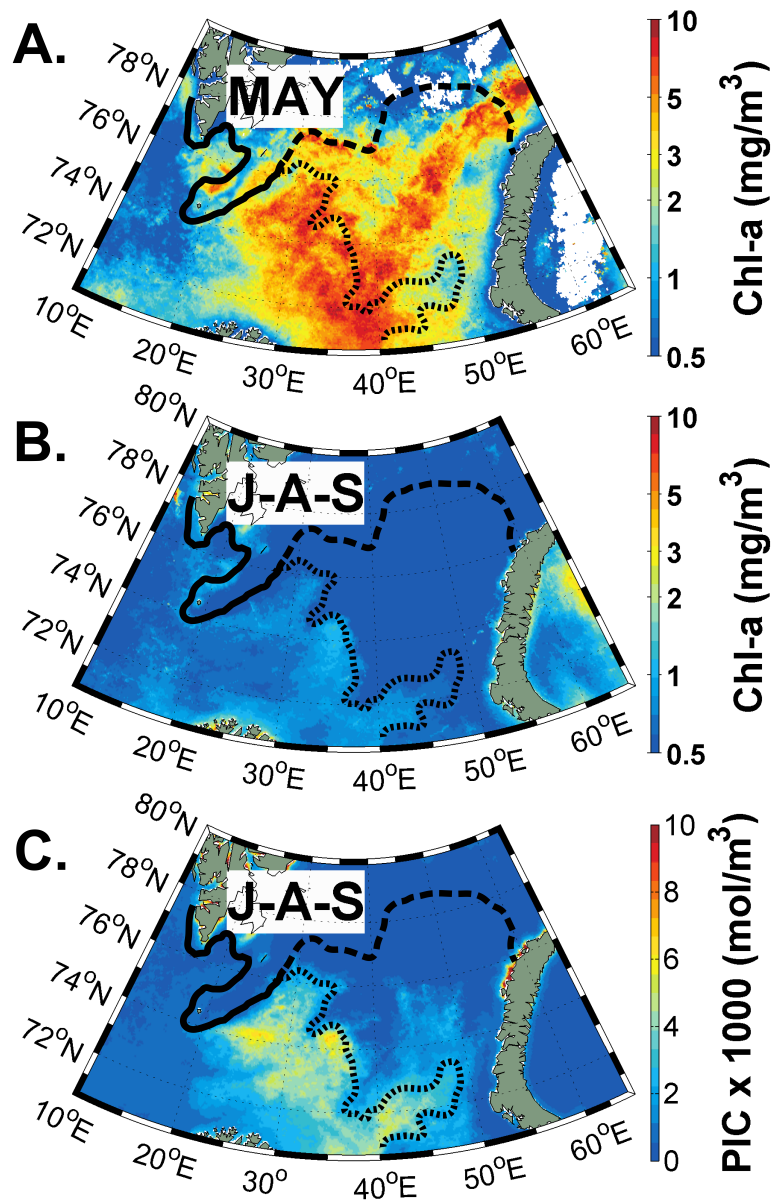 A.
MAY
78°N
76°N
74°N
72°N
10°E
20°E
30°E
40°E
50°E
60°E
10
5
3
2
1
0.5
Chl-a (mg/m³)
B.
J-A-S
80°N
78°N
76°N
74°N
72°N
10°E
20°E
30°E
40°E
50°E
60°E
10
5
3
2
1
0.5
Chl-a (mg/m³)
C.
J-A-S
80°N
78°N
76°N
74°N
72°N
10°E
20°E
30°
40°E
50°E
60°E
10
8
6
4
2
0
PIC x 1000 (mol/m³)